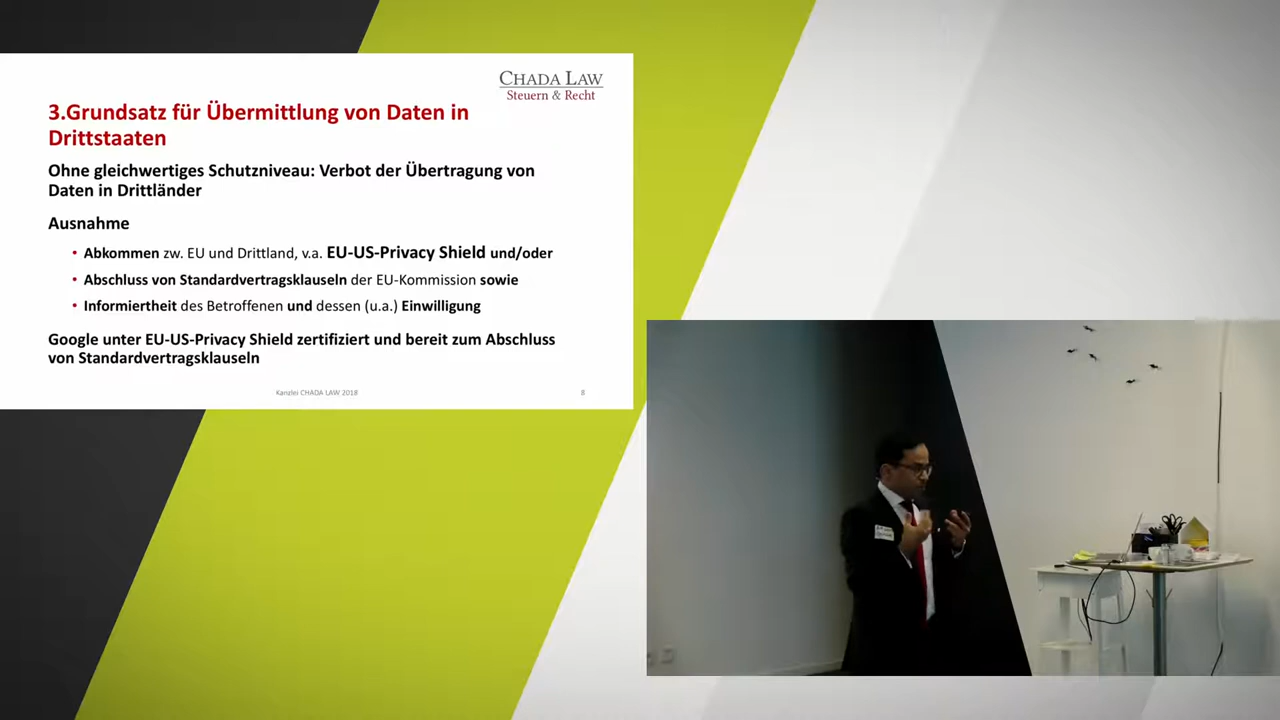 CHADA LAW
Steuern & Recht
3.Grundsatz für Übermittlung von Daten in
Drittstaaten
Ohne gleichwertiges Schutzniveau: Verbot der Übertragung von
Daten in Drittländer
Ausnahme
• Abkommen zw. EU und Drittland, v.a. EU-US-Privacy Shield und/oder
• Abschluss von Standardvertragsklauseln der EU-Kommission sowie
• Informiertheit des Betroffenen und dessen (u.a.) Einwilligung
Google unter EU-US-Privacy Shield zertifiziert und bereit zum Abschluss
von Standardvertragsklauseln
Kanzlei CHADA LAW 2018
8